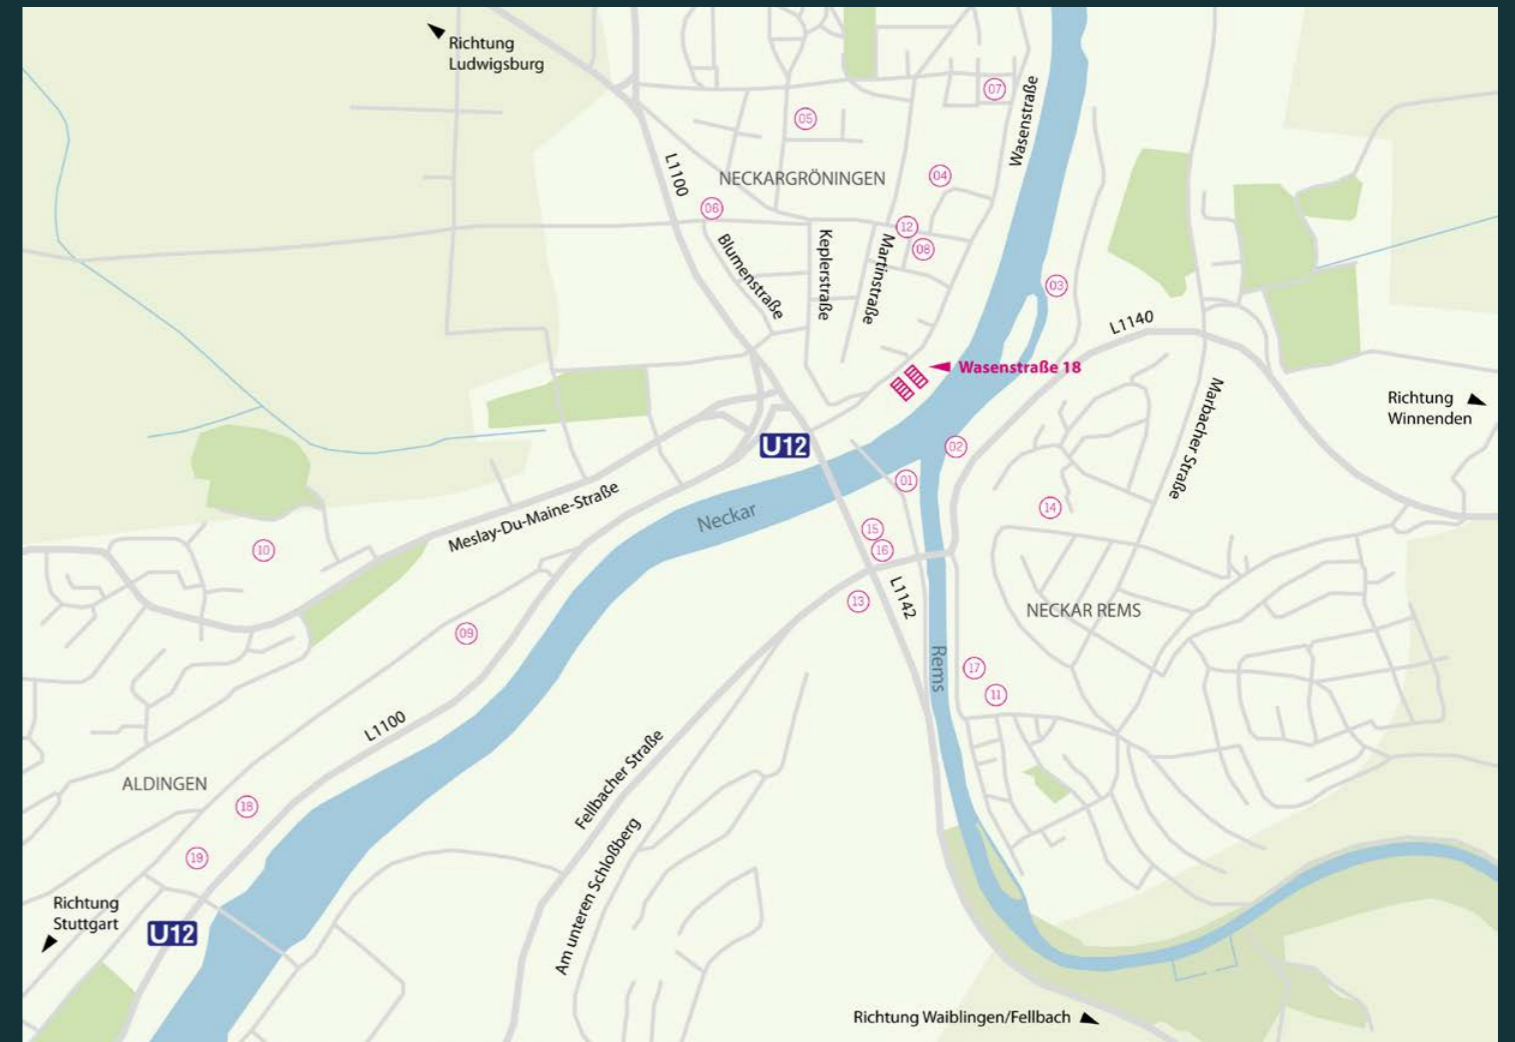 Richtung
Ludwigsburg
07
Wasenstraße
05
L1100
NECKARGRÖNINGEN
04
06
12
08
Blumenstraße
Keplerstraße
Martinstraße
03
L1140
Wasenstraße 18
Marbacher Straße
Richtung
Winnenden
U12
02
01
Meslay-Du-Maine-Straße
Neckar
14
15
10
16
L1142
13
NECKAR REMS
09
Rems
17
11
L1100
Fellbacher Straße
ALDINGEN
18
Am unteren Schloßberg
19
Richtung
Stuttgart
U12
Richtung Waiblingen/Fellbach